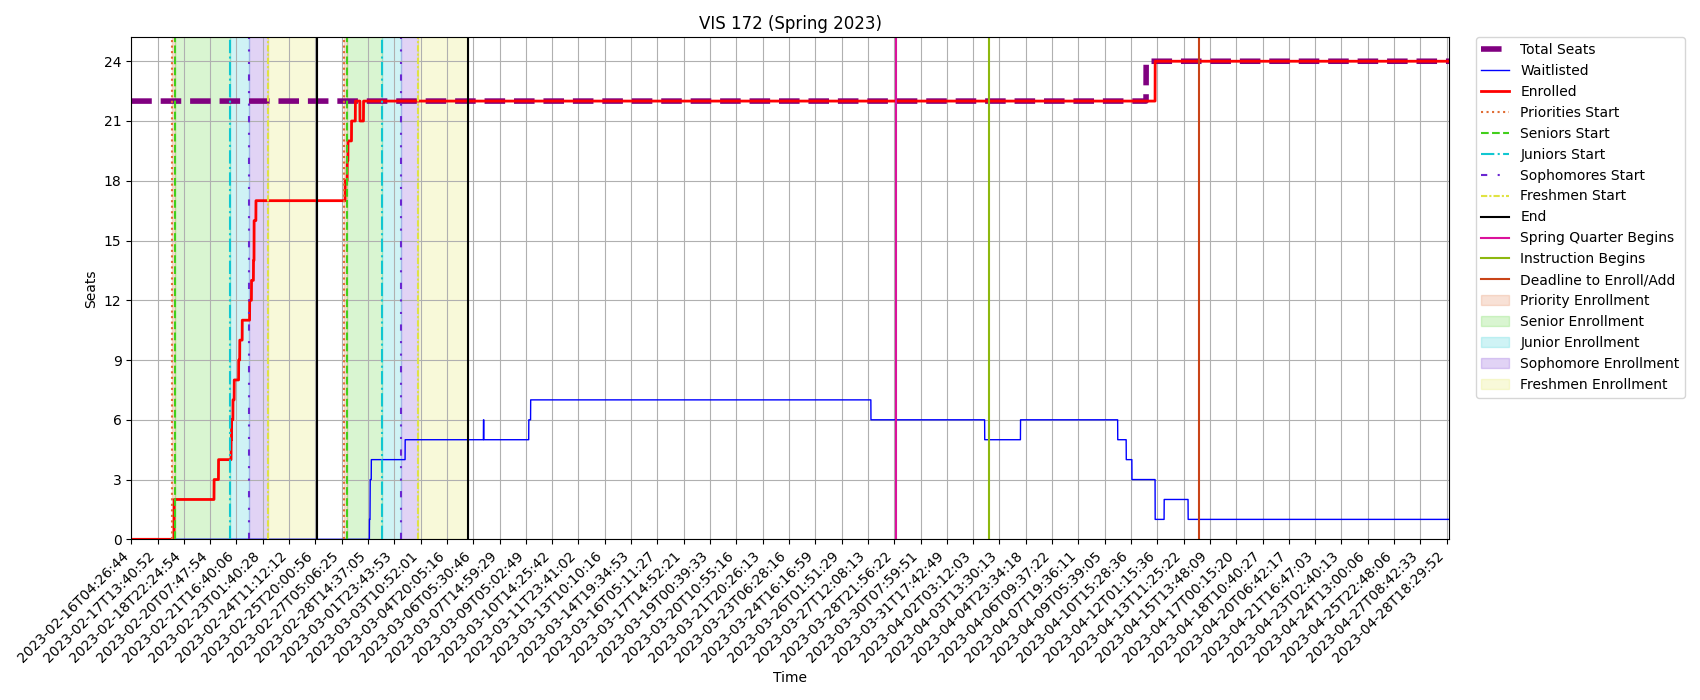 VIS 172 (Spring 2023)
Seats
24
21
18
15
12
9
6
3
0
2023-02-16T04:26:44
2023-02-17T13:40:52
2023-02-18T22:24:54
2023-02-20T07:47:54
2023-02-21T16:40:06
2023-02-23T01:40:28
2023-02-24T11:12:12
2023-02-25T20:00:56
2023-02-27T05:06:25
2023-02-28T14:37:05
2023-03-01T23:43:53
2023-03-03T10:52:01
2023-03-04T20:05:16
2023-03-06T05:30:46
2023-03-07T14:59:29
2023-03-09T05:02:49
2023-03-10T14:25:42
2023-03-11T23:41:02
2023-03-13T10:10:16
2023-03-14T19:34:53
2023-03-16T05:11:27
2023-03-17T14:52:21
2023-03-19T00:39:33
2023-03-20T10:55:16
2023-03-21T20:26:13
2023-03-23T06:28:16
2023-03-24T16:16:59
2023-03-26T01:51:29
2023-03-27T12:08:13
2023-03-28T21:56:22
2023-03-30T07:59:51
2023-03-31T17:42:49
2023-04-02T03:12:03
2023-04-03T13:30:13
2023-04-04T23:34:18
2023-04-06T09:37:22
2023-04-07T19:36:11
2023-04-09T05:39:05
2023-04-10T15:28:36
2023-04-12T01:15:36
2023-04-13T11:25:22
2023-04-15T13:48:09
2023-04-17T00:15:20
2023-04-18T10:40:27
2023-04-20T06:42:17
2023-04-21T16:47:03
2023-04-23T02:40:13
2023-04-24T13:00:06
2023-04-25T22:48:06
2023-04-27T08:42:33
2023-04-28T18:29:52
Time
Total Seats
Waitlisted
Enrolled
Priorities Start
Seniors Start
Juniors Start
Sophomores Start
Freshmen Start
End
Spring Quarter Begins
Instruction Begins
Deadline to Enroll/Add
Priority Enrollment
Senior Enrollment
Junior Enrollment
Sophomore Enrollment
Freshmen Enrollment